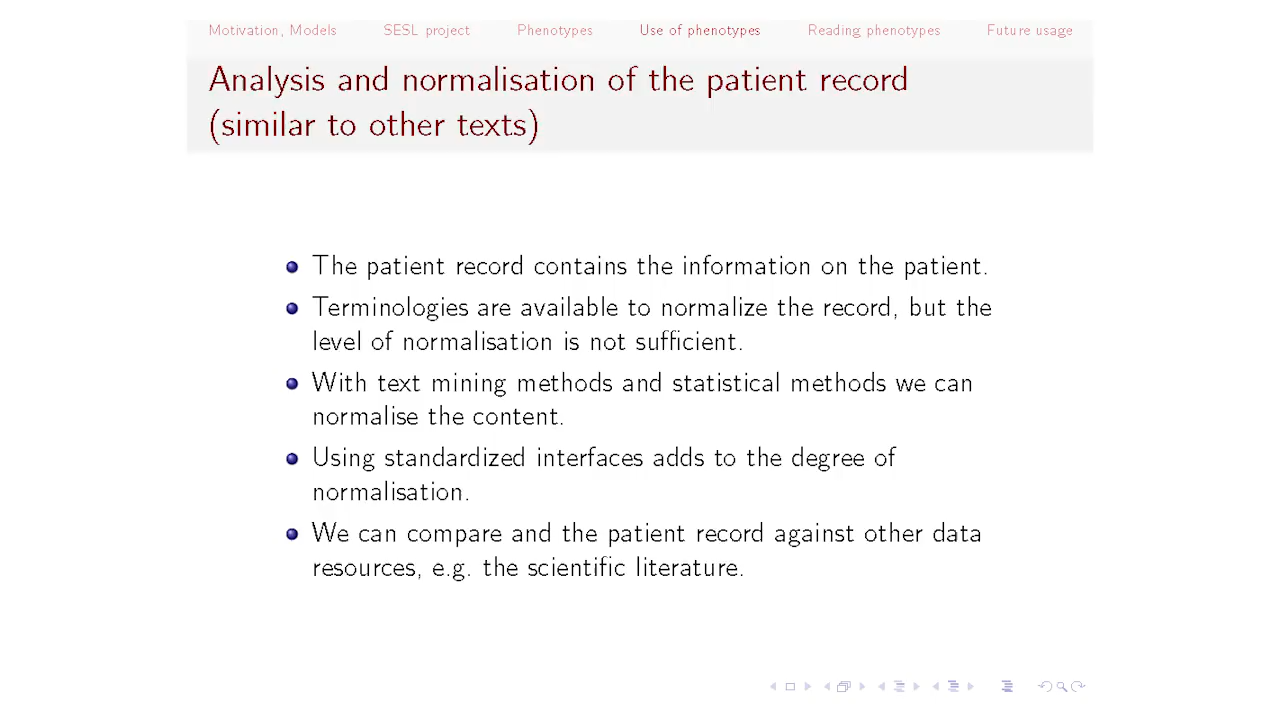 Motivation, Models SESL project Phenotypes Use of phenotypes Reading phenotypes Future usage
Analysis and normalisation of the patient record
(similar to other texts)
The patient record contains the information on the patient.
Terminologies are available to normalize the record, but the
level of normalisation is not sufficient.
With text mining methods and statistical methods we can
normalise the content.
Using standardized interfaces adds to the degree of
normalisation.
We can compare and the patient record against other data
resources, e.g. the scientific literature.